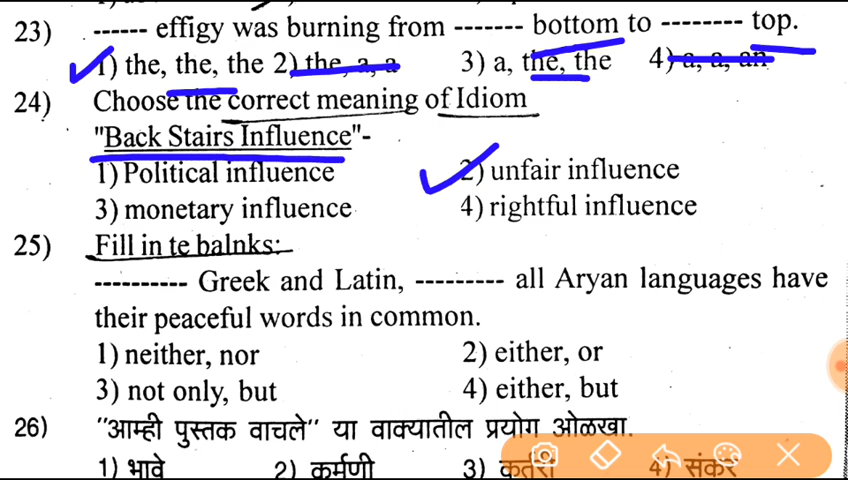 23) ------ effigy was burning from ------- bottom to -------- top.
1) the, the, the 2) the, a, a 3) a, the, the 4) a, a, an
24) Choose the correct meaning of Idiom
"Back Stairs Influence"-
1) Political influence 2) unfair influence
3) monetary influence 4) rightful influence
25) Fill in te balnks:
---------- Greek and Latin, --------- all Aryan languages have
their peaceful words in common.
1) neither, nor 2) either, or
3) not only, but 4) either, but
26) "आम्ही पुस्तक वाचले" या वाक्यातील प्रयोग ओळखा.
1) भावे 2) कर्मणी 3) कर्तरी 4) संकर